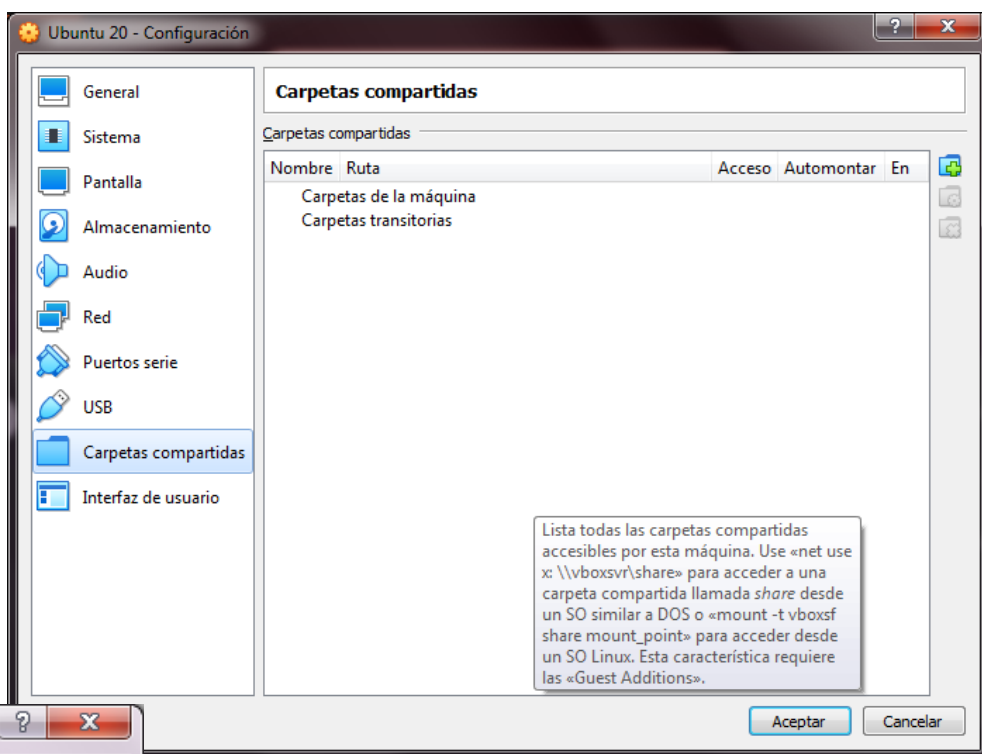 Ubuntu 20 - Configuración
?
X
General
Sistema
Pantalla
Almacenamiento
Audio
Red
Puertos serie
USB
Carpetas compartidas
Interfaz de usuario
Carpetas compartidas
Carpetas compartidas
Nombre Ruta Acceso Automontar En
Carpetas de la máquina
Carpetas transitorias
Lista todas las carpetas compartidas
accesibles por esta máquina. Use «net use
x: \\vboxsvr\share» para acceder a una
carpeta compartida llamada share desde
un SO similar a DOS o «mount -t vboxsf
share mount_point» para acceder desde
un SO Linux. Esta característica requiere
las «Guest Additions».
Aceptar
Cancelar
?
X